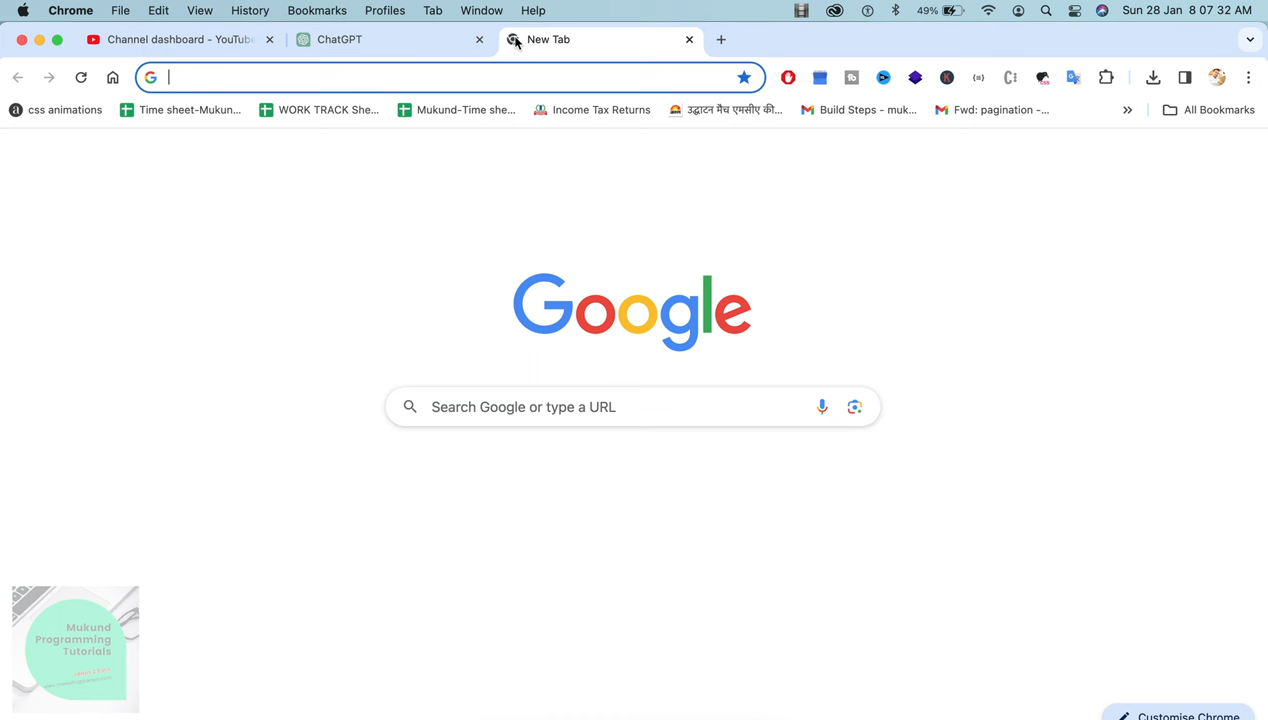 Chrome File Edit View History Bookmarks Profiles Tab Window Help 49% Sun 28 Jan 8 07 32 AM
Channel dashboard - YouTube ChatGPT New Tab
css animations Time sheet-Mukun... WORK TRACK She... Mukund-Time she... Income Tax Returns उद्घाटन मैच एमसीए की... Build Steps - muk... Fwd: pagination -... All Bookmarks
Google
Search Google or type a URL
Mukund
Programming
Tutorials
Customise Chrome